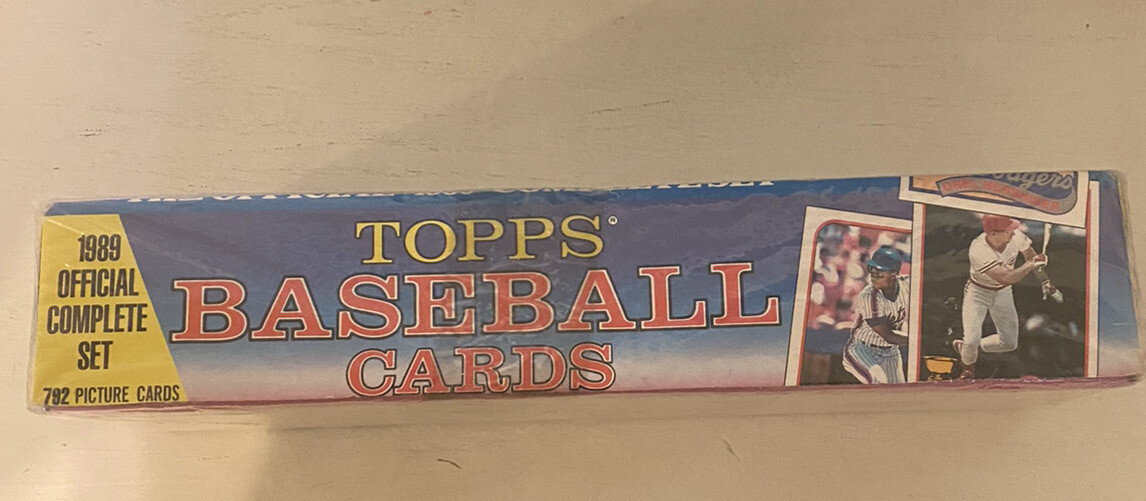 TOPPS®
BASEBALL
CARDS
1989
OFFICIAL
COMPLETE
SET
792 PICTURE CARDS